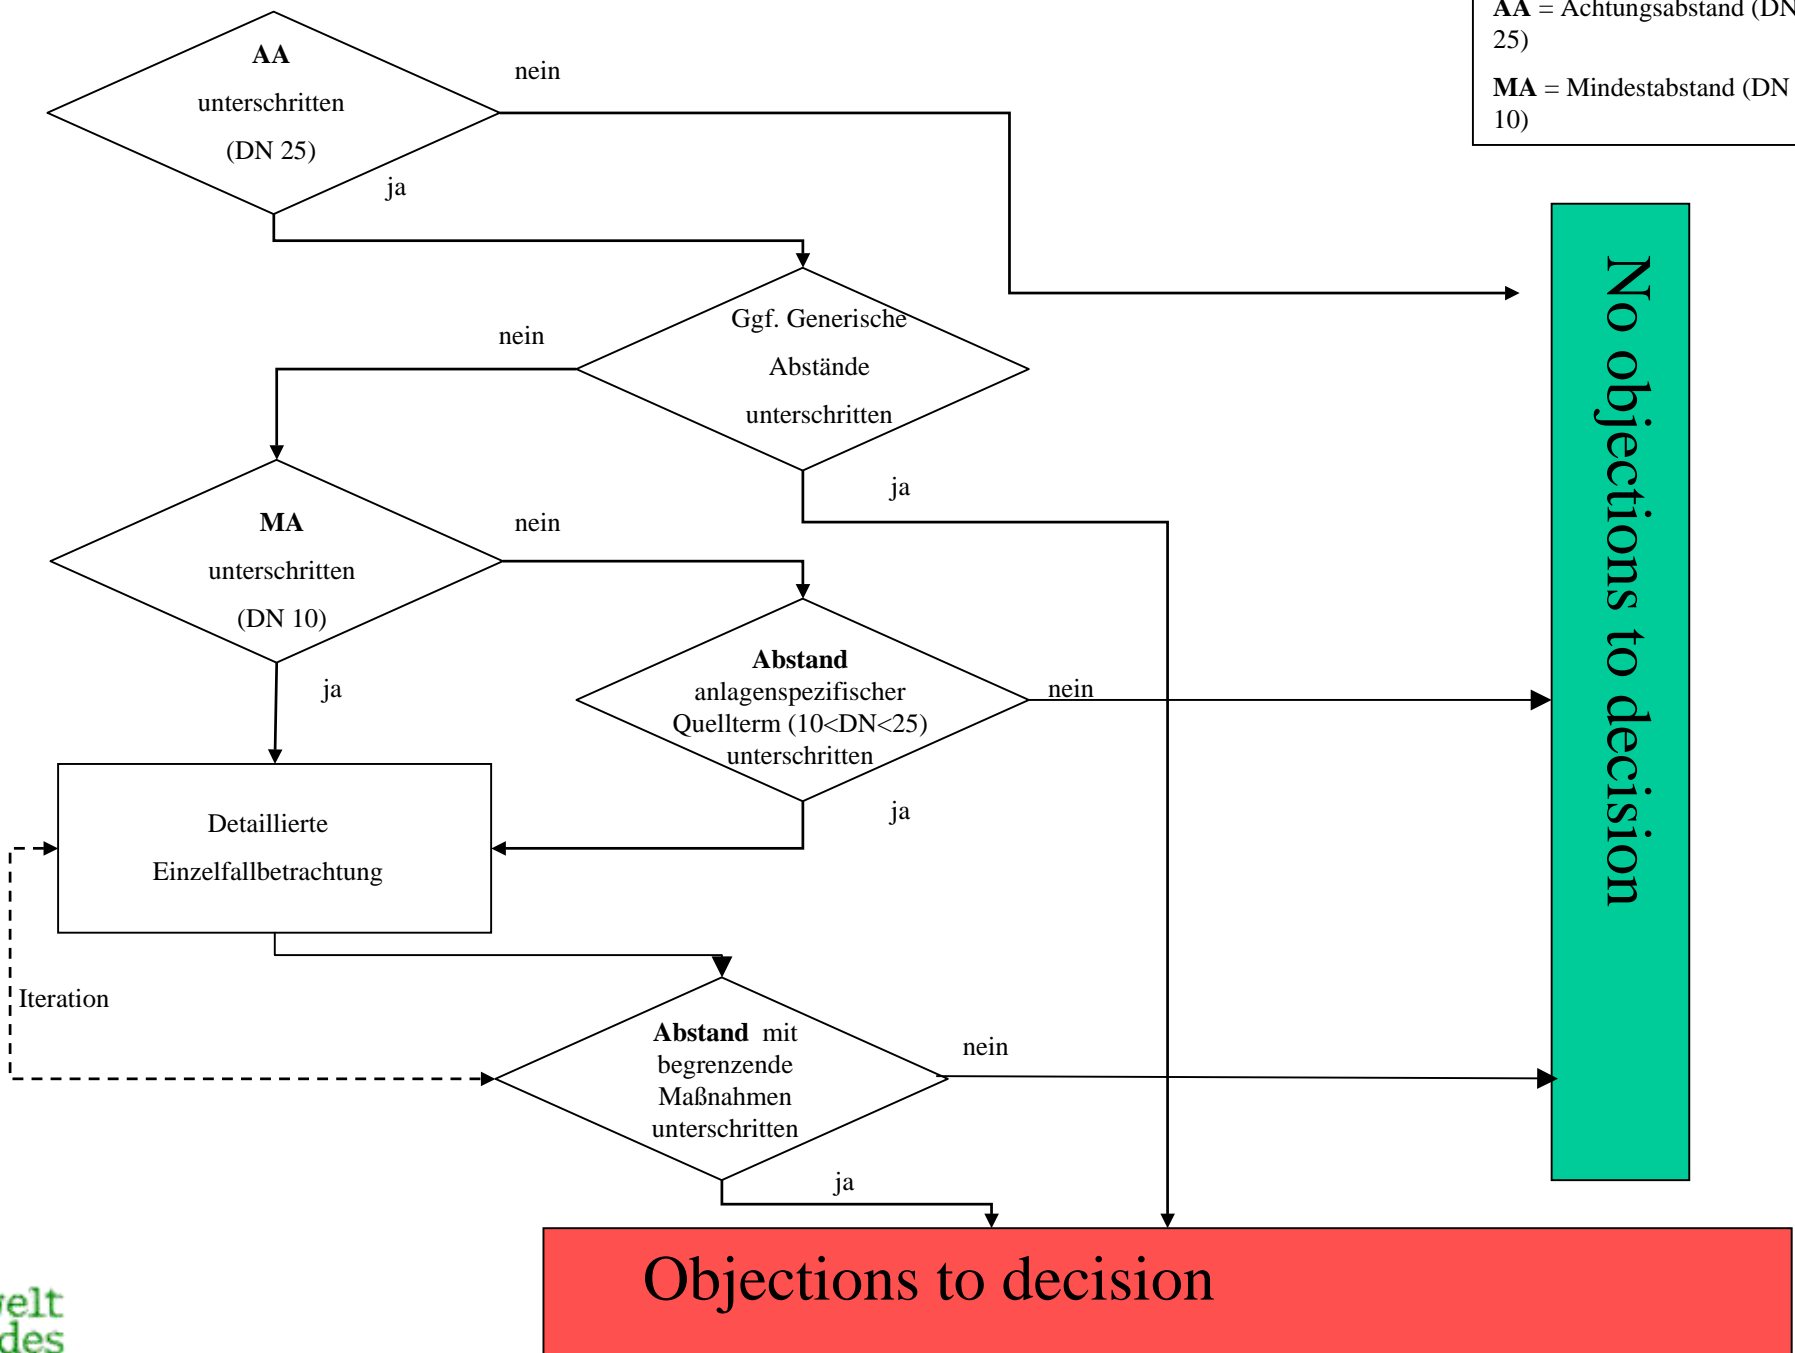 AA
unterschritten
(DN 25)
nein
ja
AA = Achtungsabstand (DN
25)
MA = Mindestabstand (DN
10)
Ggf. Generische
Abstände
unterschritten
nein
ja
MA
unterschritten
(DN 10)
nein
ja
Abstand
anlagenspezifischer
Quellterm (10<DN<25)
unterschritten
nein
ja
Detaillierte
Einzelfallbetrachtung
Iteration
Abstand mit
begrenzende
Maßnahmen
unterschritten
nein
ja
No objections to decision
Objections to decision
des